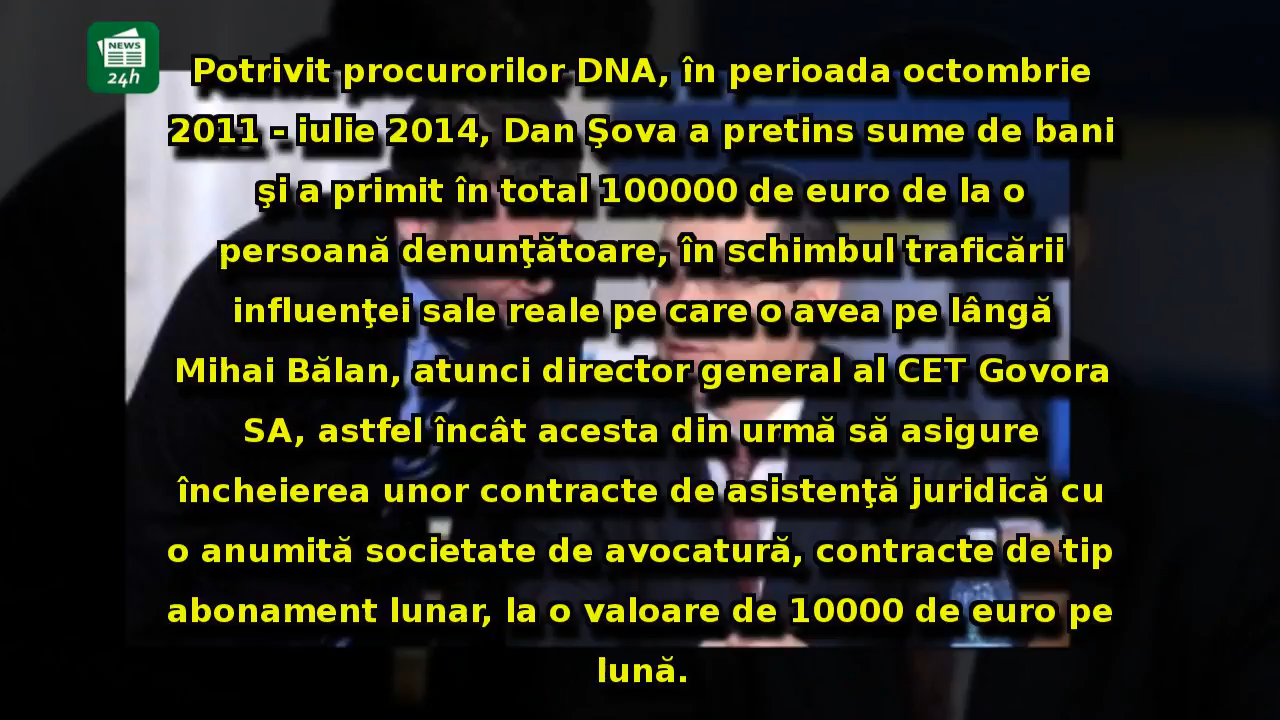 NEWS
24h
Potrivit procurorilor DNA, în perioada octombrie
2011 - iulie 2014, Dan Şova a pretins sume de bani
şi a primit în total 100000 de euro de la o
persoană denunţătoare, în schimbul traficării
influenţei sale reale pe care o avea pe lângă
Mihai Bălan, atunci director general al CET Govora
SA, astfel încât acesta din urmă să asigure
încheierea unor contracte de asistenţă juridică cu
o anumită societate de avocatură, contracte de tip
abonament lunar, la o valoare de 10000 de euro pe
lună.